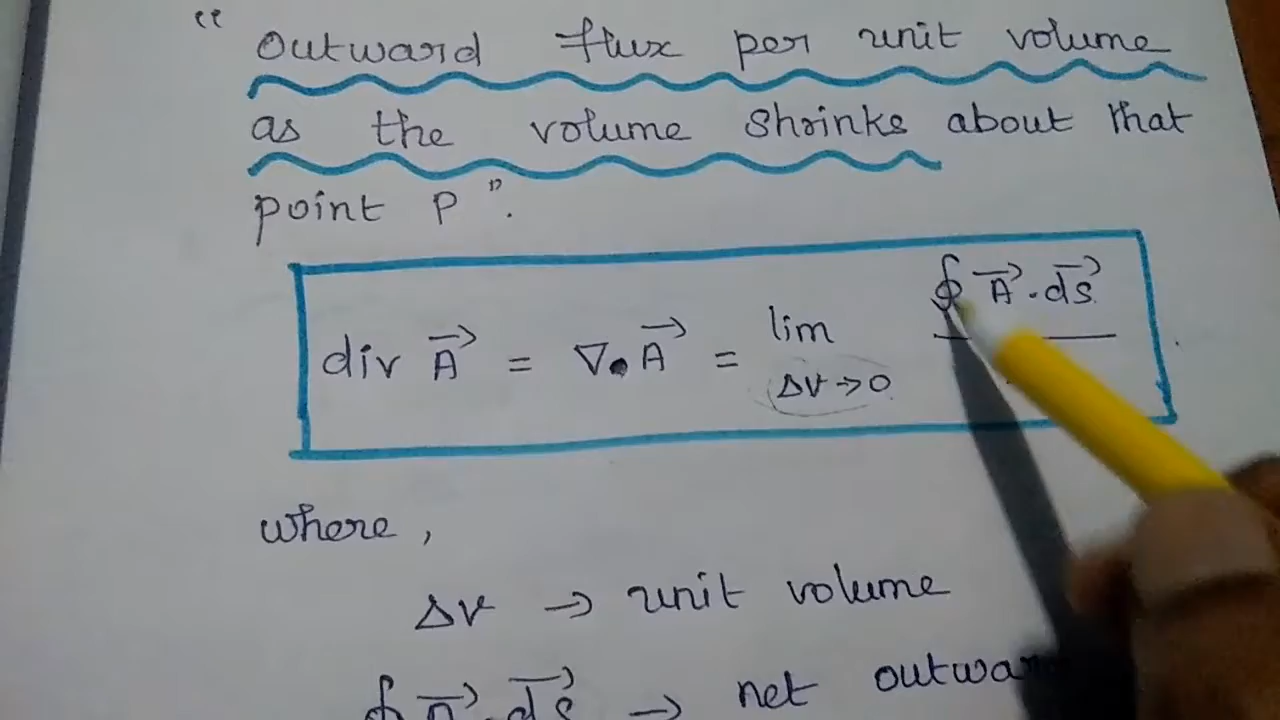 “ Outward flux per unit volume
as the volume shrinks about that
point P ”.
div A⃗ = ∇.A⃗ = lim Δv→0 ∮ A⃗.ds⃗
where,
Δv → unit volume
∮ A⃗.ds⃗ → net